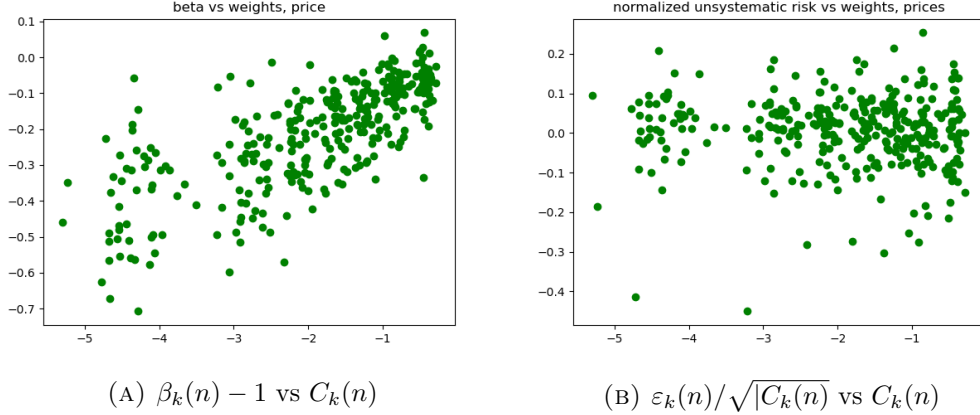 beta vs weights, price
0.1
0.0
−0.1
−0.2
−0.3
−0.4
−0.5
−0.6
−0.7
−5 −4 −3 −2 −1
(A) βₖ(n) − 1 vs Cₖ(n)
normalized unsystematic risk vs weights, prices
0.2
0.1
0.0
−0.1
−0.2
−0.3
−0.4
−5 −4 −3 −2 −1
(B) εₖ(n)/√|Cₖ(n) vs Cₖ(n)